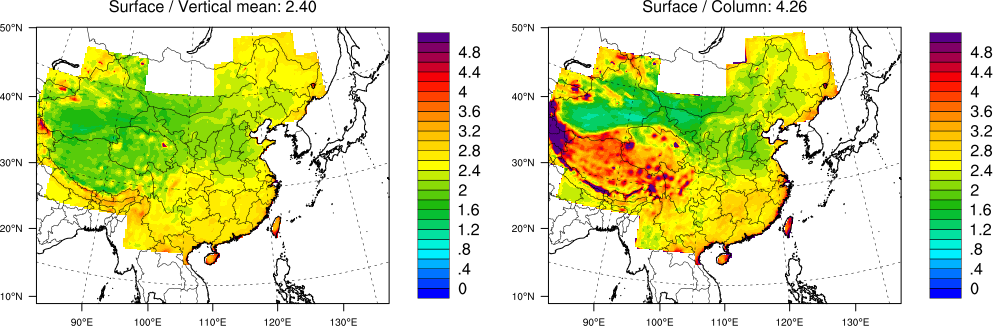 Surface / Vertical mean: 2.40
50°N
40°N
30°N
20°N
10°N
90°E
100°E
110°E
120°E
130°E
4.8
4.4
4
3.6
3.2
2.8
2.4
2
1.6
1.2
.8
.4
0
Surface / Column: 4.26
50°N
40°N
30°N
20°N
10°N
90°E
100°E
110°E
120°E
130°E
4.8
4.4
4
3.6
3.2
2.8
2.4
2
1.6
1.2
.8
.4
0